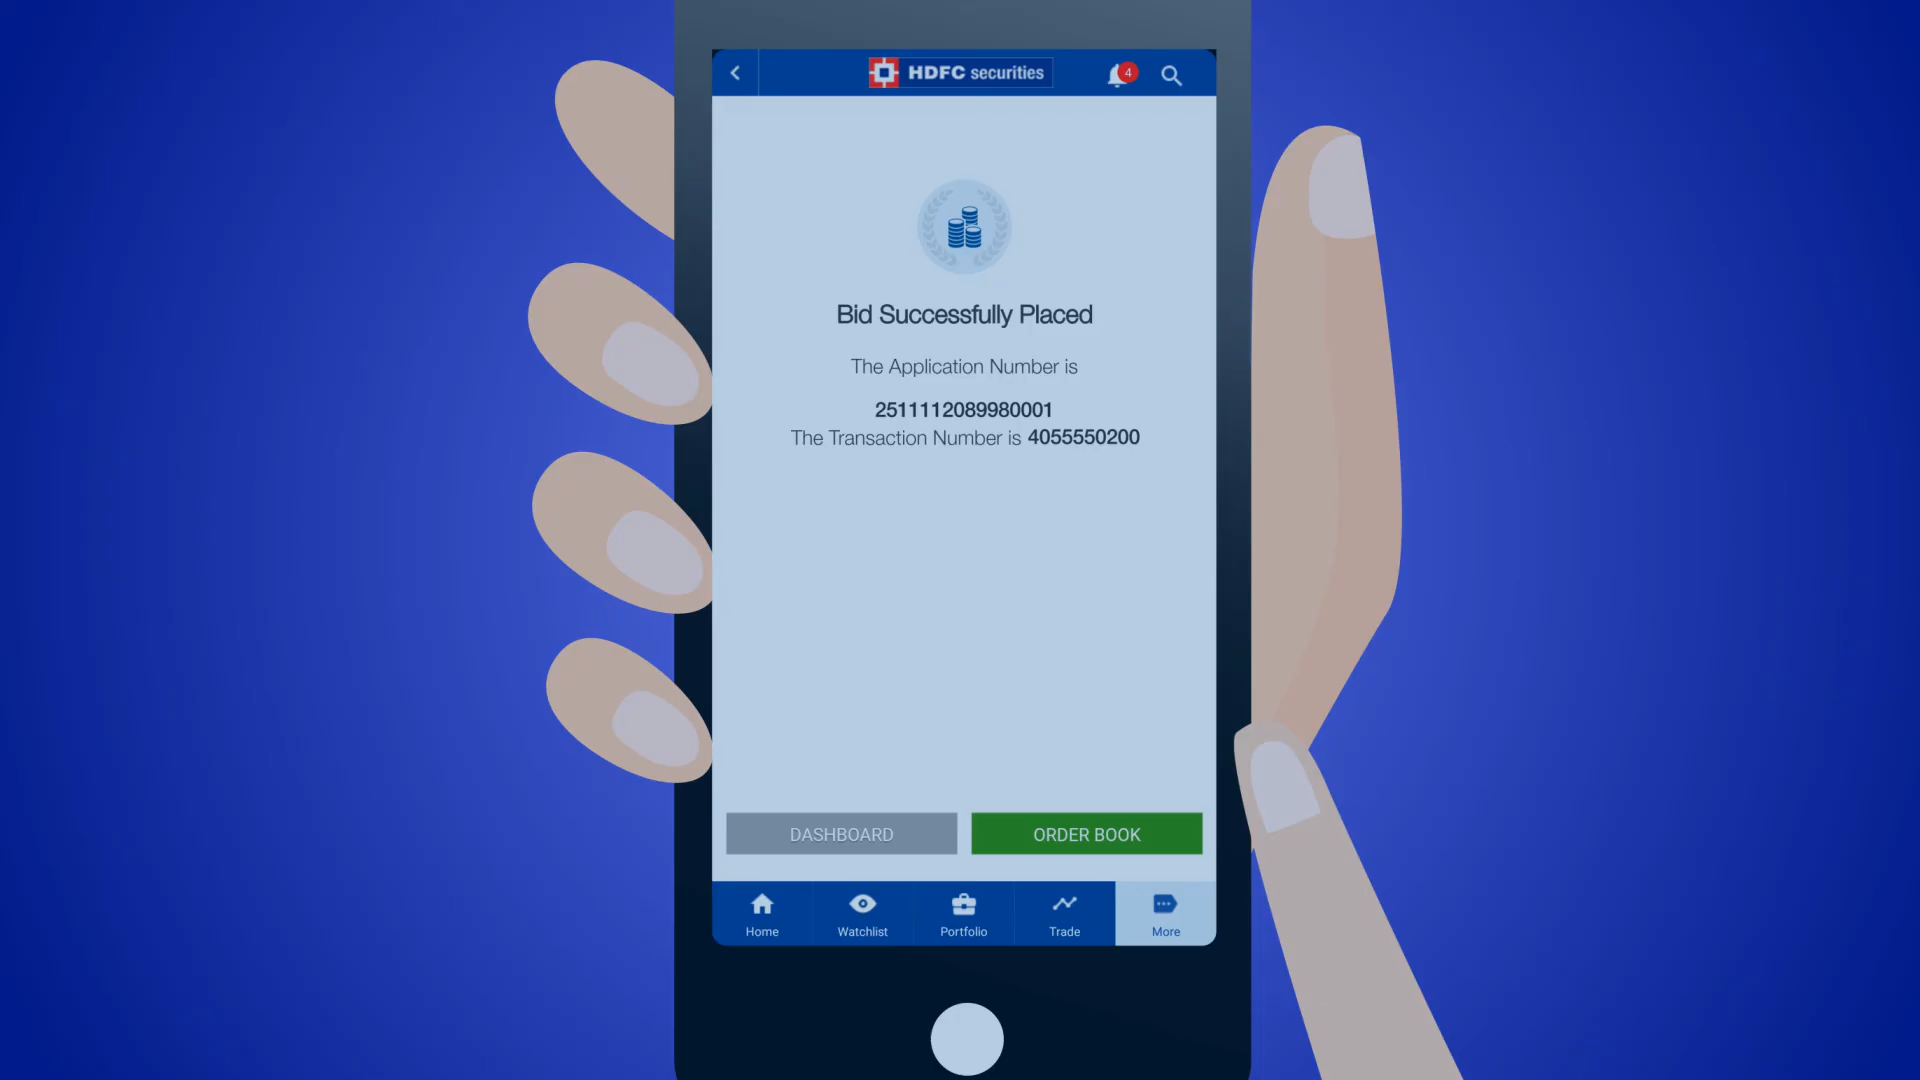 HDFC securities
4
Bid Successfully Placed
The Application Number is
2511112089980001
The Transaction Number is 4055550200
DASHBOARD
ORDER BOOK
Home
Watchlist
Portfolio
Trade
More